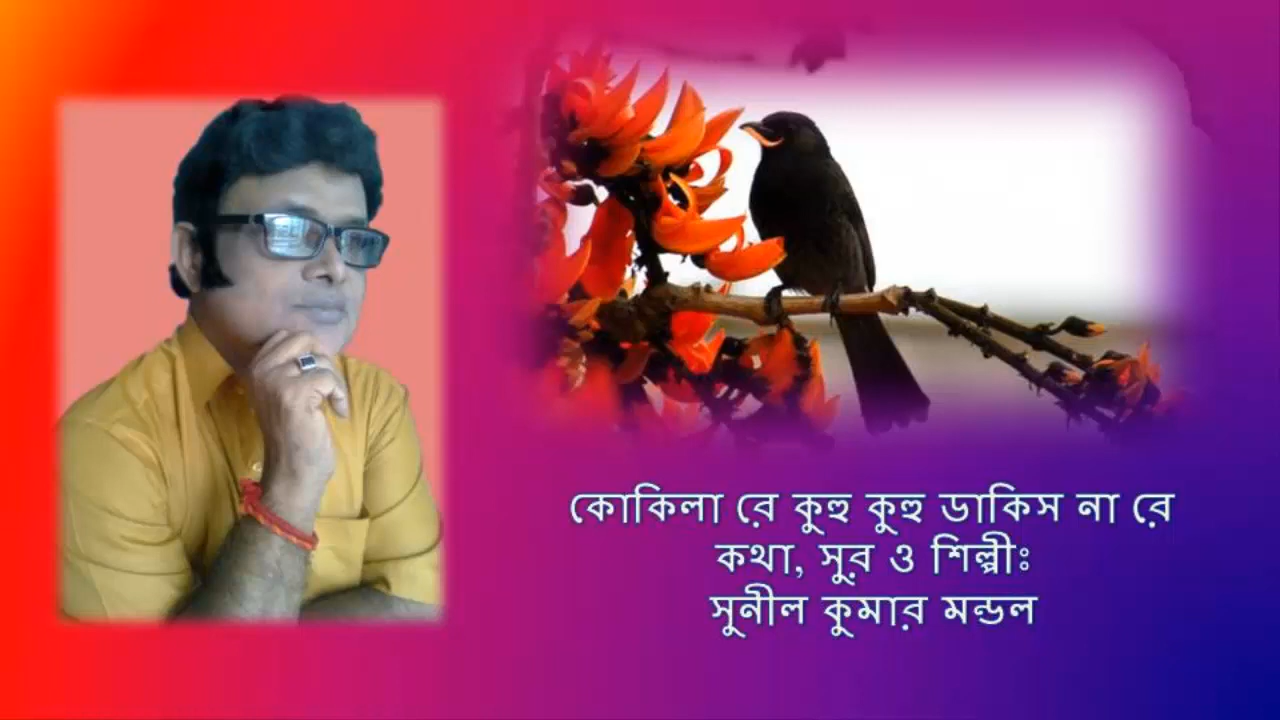 কোকিলা রে কুহু কুহু ডাকিস না রে
কথা, সুর ও শিল্পীঃ
সুনীল কুমার মন্ডল